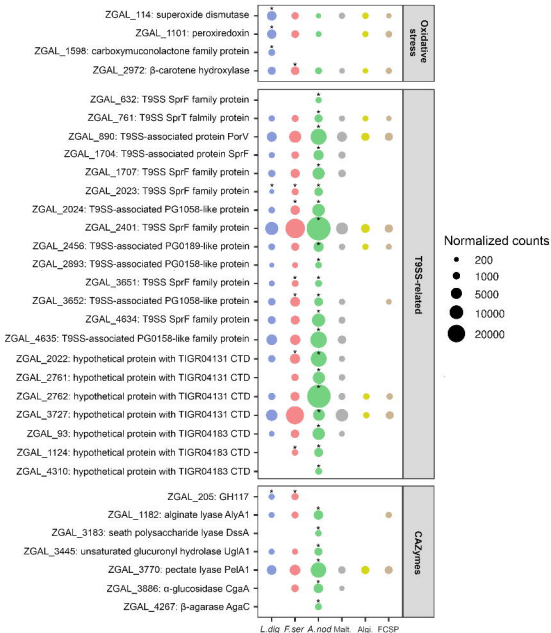 ZGAL_114: superoxide dismutase
ZGAL_1101: peroxiredoxin
ZGAL_1598: carboxymuconolactone family protein
ZGAL_2972: β-carotene hydroxylase
Oxidative stress
ZGAL_632: T9SS SprF family protein
ZGAL_761: T9SS SprT falmily protein
ZGAL_890: T9SS-associated protein PorV
ZGAL_1704: T9SS-associated protein SprF
ZGAL_1707: T9SS SprF family protein
ZGAL_2023: T9SS SprF family protein
ZGAL_2024: T9SS-associated PG1058-like protein
ZGAL_2401: T9SS SprF family protein
ZGAL_2456: T9SS-associated PG0189-like protein
ZGAL_2893: T9SS-associated PG0158-like protein
ZGAL_3651: T9SS SprF family protein
ZGAL_3652: T9SS-associated PG1058-like protein
ZGAL_4634: T9SS SprF family protein
ZGAL_4635: T9SS-associated PG0158-like protein
ZGAL_2022: hypothetical protein with TIGR04131 CTD
ZGAL_2761: hypothetical protein with TIGR04131 CTD
ZGAL_2762: hypothetical protein with TIGR04131 CTD
ZGAL_3727: hypothetical protein with TIGR04131 CTD
ZGAL_93: hypothetical protein with TIGR04183 CTD
ZGAL_1124: hypothetical protein with TIGR04183 CTD
ZGAL_4310: hypothetical protein with TIGR04183 CTD
T9SS-related
ZGAL_205: GH117
ZGAL_1182: alginate lyase AlyA1
ZGAL_3183: seath polysaccharide lyase DssA
ZGAL_3445: unsaturated glucuronyl hydrolase UglA1
ZGAL_3770: pectate lyase PelA1
ZGAL_3886: α-glucosidase CgaA
ZGAL_4267: β-agarase AgaC
CAZymes
L.dig F.ser A.nod Malt. Algi. FCSP
Normalized counts
200
1000
5000
10000
20000